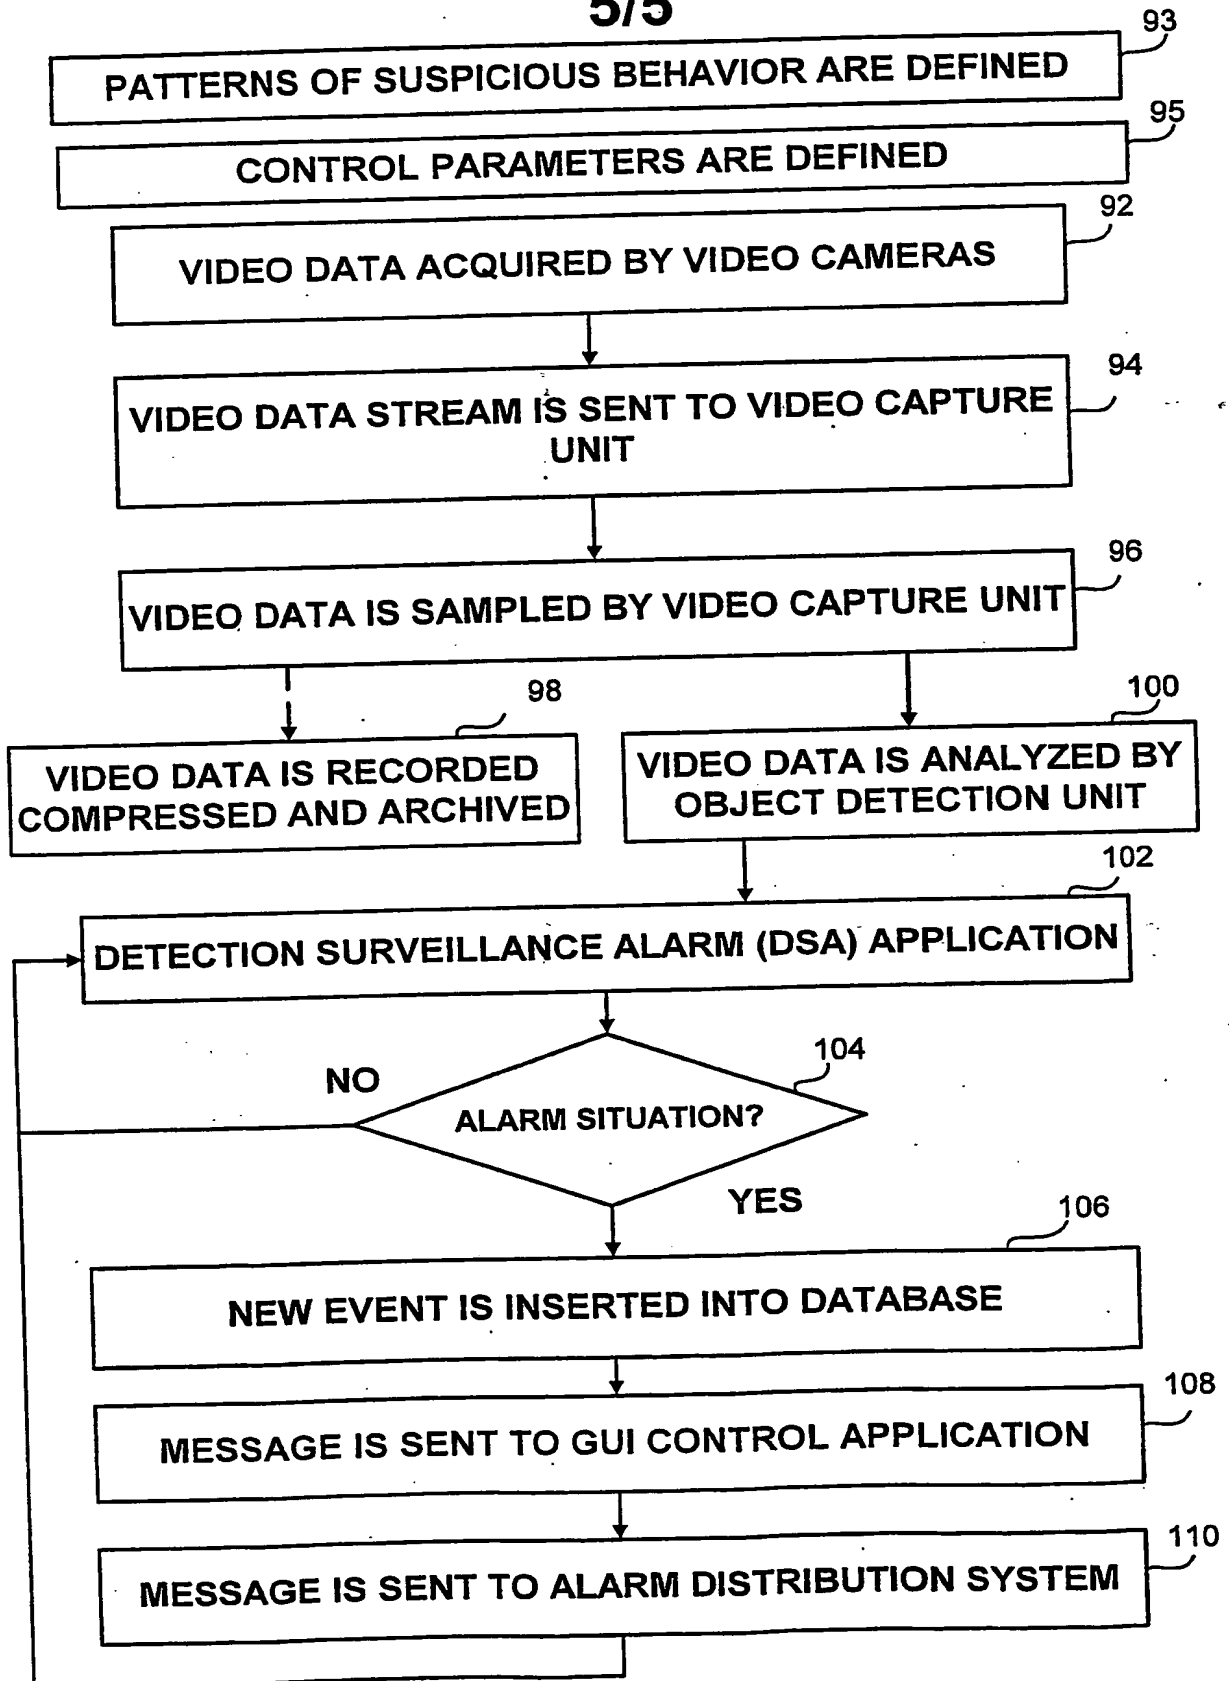 5/5
93
PATTERNS OF SUSPICIOUS BEHAVIOR ARE DEFINED
95
CONTROL PARAMETERS ARE DEFINED
92
VIDEO DATA ACQUIRED BY VIDEO CAMERAS
94
VIDEO DATA STREAM IS SENT TO VIDEO CAPTURE
UNIT
96
VIDEO DATA IS SAMPLED BY VIDEO CAPTURE UNIT
98
VIDEO DATA IS RECORDED
COMPRESSED AND ARCHIVED
100
VIDEO DATA IS ANALYZED BY
OBJECT DETECTION UNIT
102
DETECTION SURVEILLANCE ALARM (DSA) APPLICATION
104
NO
ALARM SITUATION?
YES
106
NEW EVENT IS INSERTED INTO DATABASE
108
MESSAGE IS SENT TO GUI CONTROL APPLICATION
110
MESSAGE IS SENT TO ALARM DISTRIBUTION SYSTEM